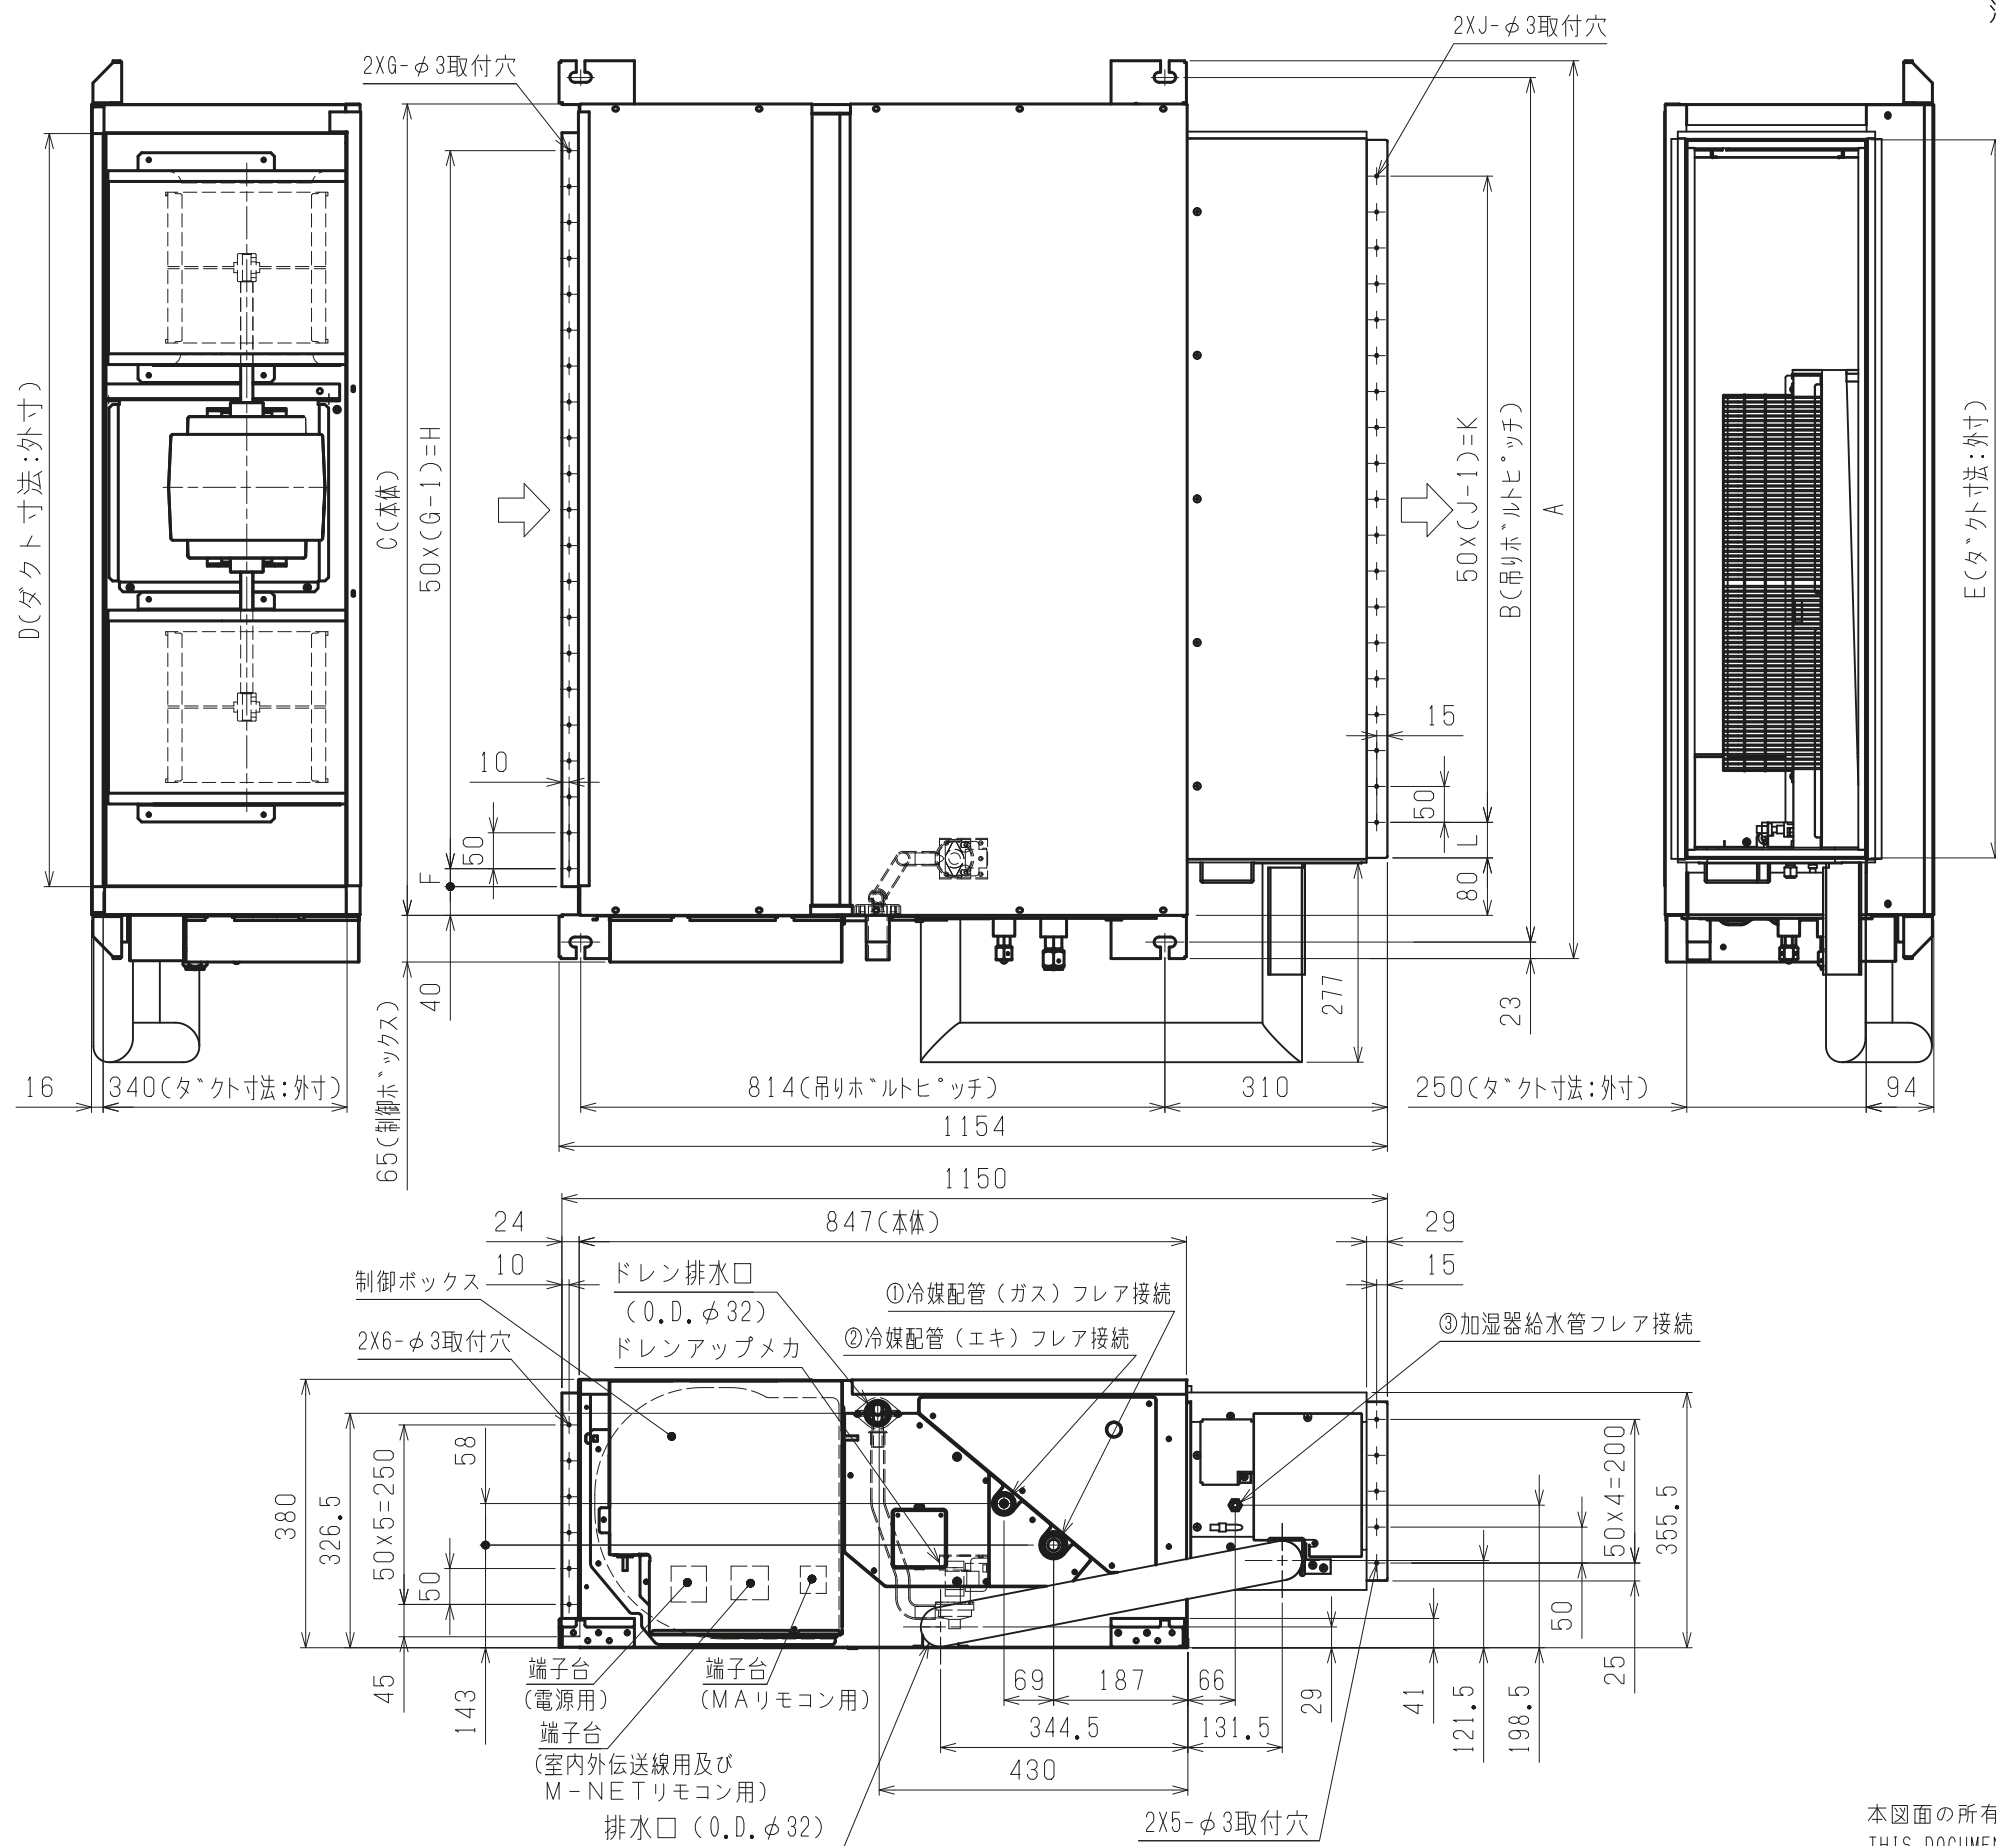 2XJ-φ3取付穴
2XG-φ3取付穴
D(ダクト寸法:外寸)
C(本体)
50X(G-1)=H
50X(J-1)=K
B(吊りボルトピッチ)
A
E(ダクト寸法:外寸)
15
10
50
50
F
L
80
40
277
23
65(制御ボックス)
16
340(ダクト寸法:外寸)
814(吊りボルトピッチ)
310
250(ダクト寸法:外寸)
94
1154
1150
24
847(本体)
29
10
15
制御ボックス
ドレン排水口
(O.D.φ32)
①冷媒配管(ガス)フレア接続
2X6-φ3取付穴
ドレンアップメカ
②冷媒配管(エキ)フレア接続
③加湿器給水管フレア接続
380
326.5
50X5=250
58
50
50X4=200
355.5
50
45
143
端子台
(電源用)
端子台
(MAリモコン用)
端子台
(室内外伝送線用及び
M-NETリモコン用)
69
187
66
29
41
121.5
198.5
25
344.5
131.5
430
排水口(O.D.φ32)
2X5-φ3取付穴
本図面の所有
THIS DOCUMEN